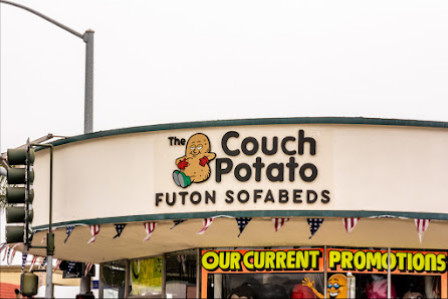 The Couch
Potato
FUTON SOFABEDS
OUR CURRENT PROMOTIONS